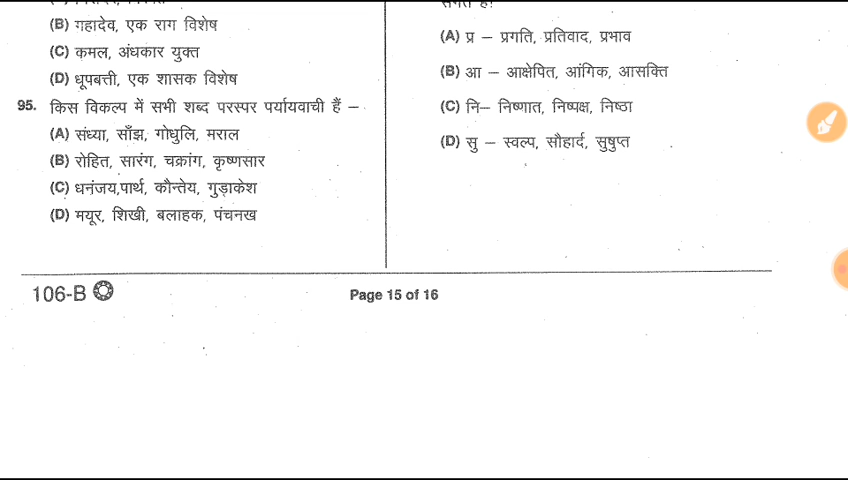 (B) गहादेव, एक राग विशेष
(C) कमल, अंधकार युक्त
(D) धूपबत्ती, एक शासक विशेष
95. किस विकल्प में सभी शब्द परस्पर पर्यायवाची हैं –
(A) संध्या, साँझ, गोधुलि, मराल
(B) रोहित, सारंग, चक्रांग, कृष्णसार
(C) धनंजय,पार्थ, कौन्तेय, गुड़ाकेश
(D) मयूर, शिखी, बलाहक, पंचनख
(A) प्र – प्रगति, प्रतिवाद, प्रभाव
(B) आ – आक्षेपित, आंगिक, आसक्ति
(C) नि– निष्णात, निष्पक्ष, निष्ठा
(D) सु – स्वल्प, सौहार्द, सुषुप्त
106-B
Page 15 of 16